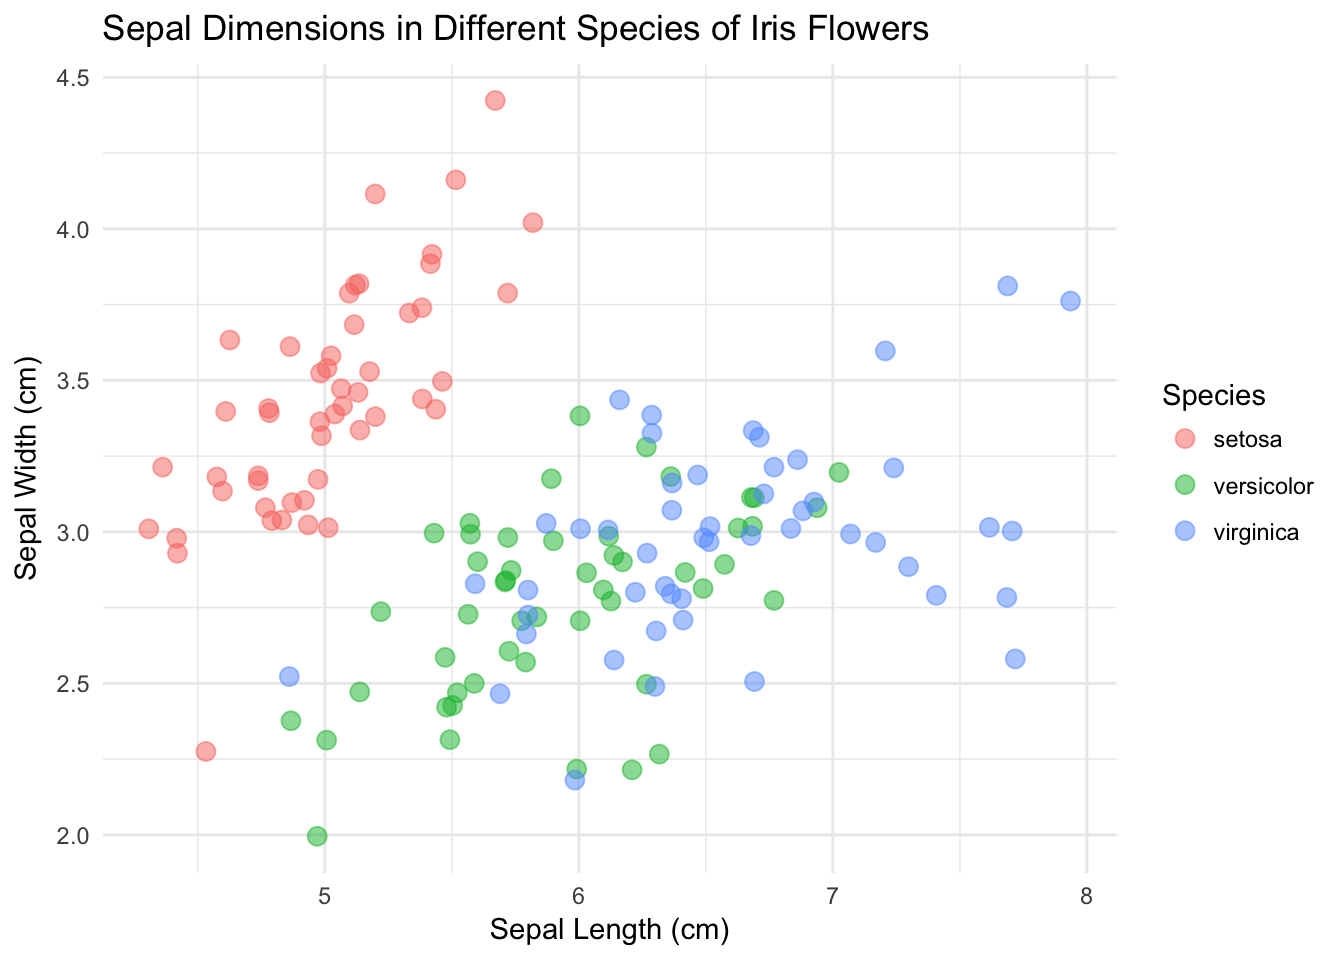 Sepal Dimensions in Different Species of Iris Flowers
4.5
4.0
3.5
3.0
2.5
2.0
Sepal Width (cm)
5 6 7 8
Sepal Length (cm)
Species
setosa
versicolor
virginica